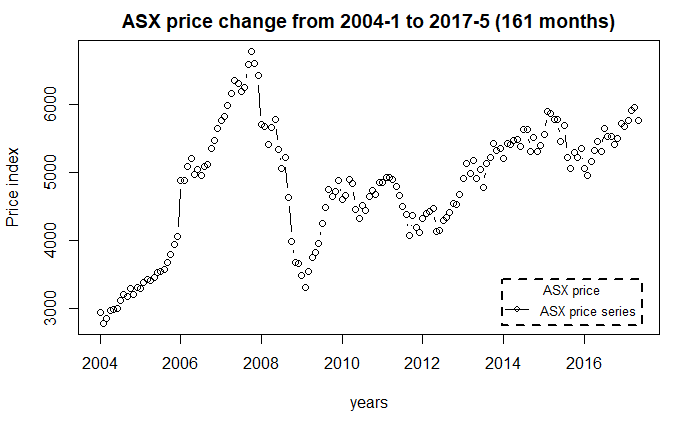 ASX price change from 2004-1 to 2017-5 (161 months)
Price index
6000
5000
4000
3000
ASX price
ASX price series
2004 2006 2008 2010 2012 2014 2016
years